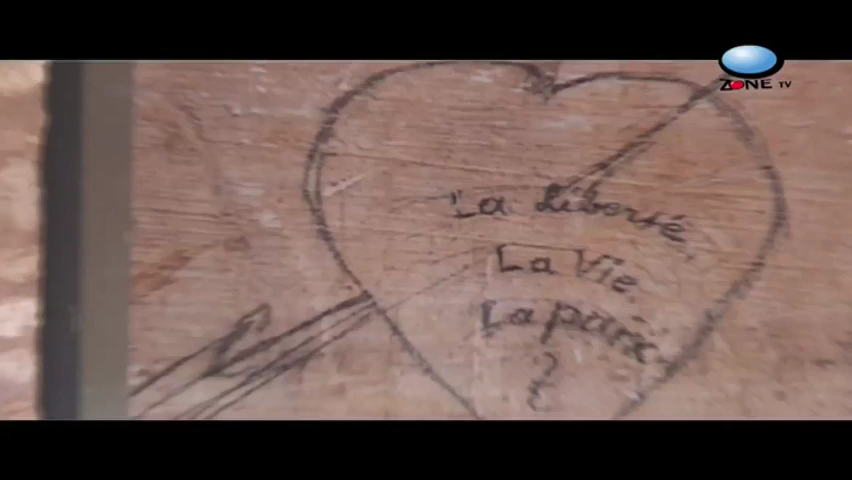 ZONE TV
La Liberté.
La Vie.
La paix
?